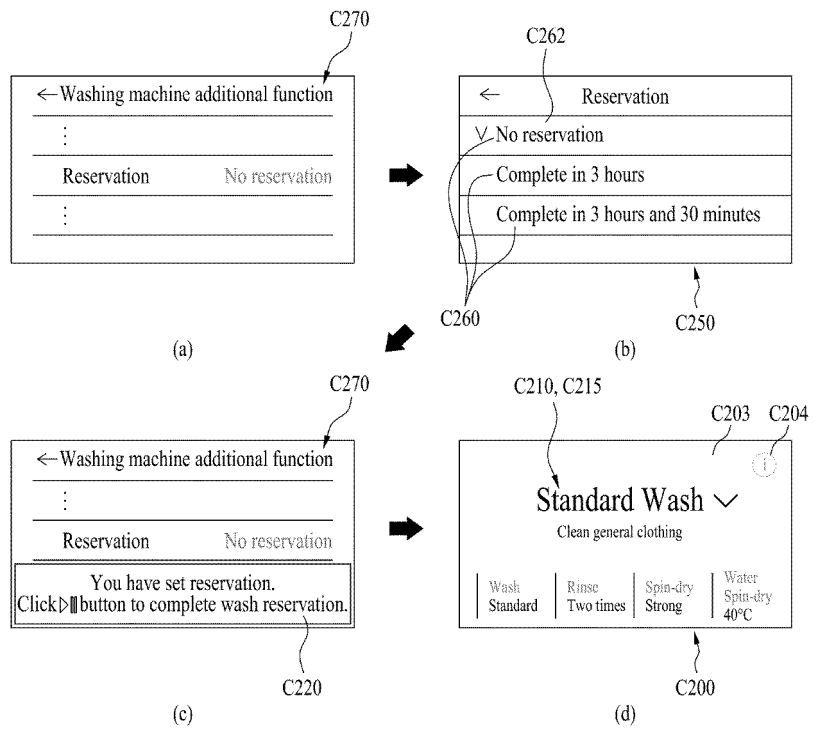 C270
← Washing machine additional function
⋮
Reservation No reservation
⋮
(a)
C262
← Reservation
∨ No reservation
Complete in 3 hours
Complete in 3 hours and 30 minutes
C260
C250
(b)
C270
← Washing machine additional function
⋮
Reservation No reservation
You have set reservation.
Click ▷|| button to complete wash reservation.
C220
(c)
C210, C215
C203
C204
i
Standard Wash ∨
Clean general clothing
Wash
Standard
Rinse
Two times
Spin-dry
Strong
Water
Spin-dry
40°C
C200
(d)